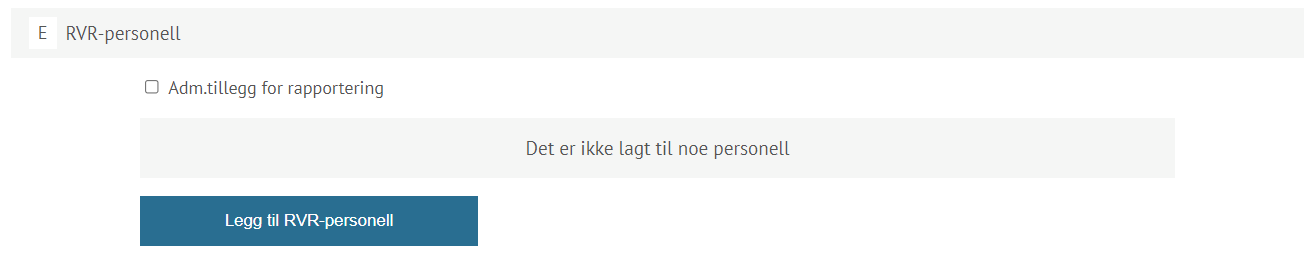 E RVR-personell
Adm.tillegg for rapportering
Det er ikke lagt til noe personell
Legg til RVR-personell